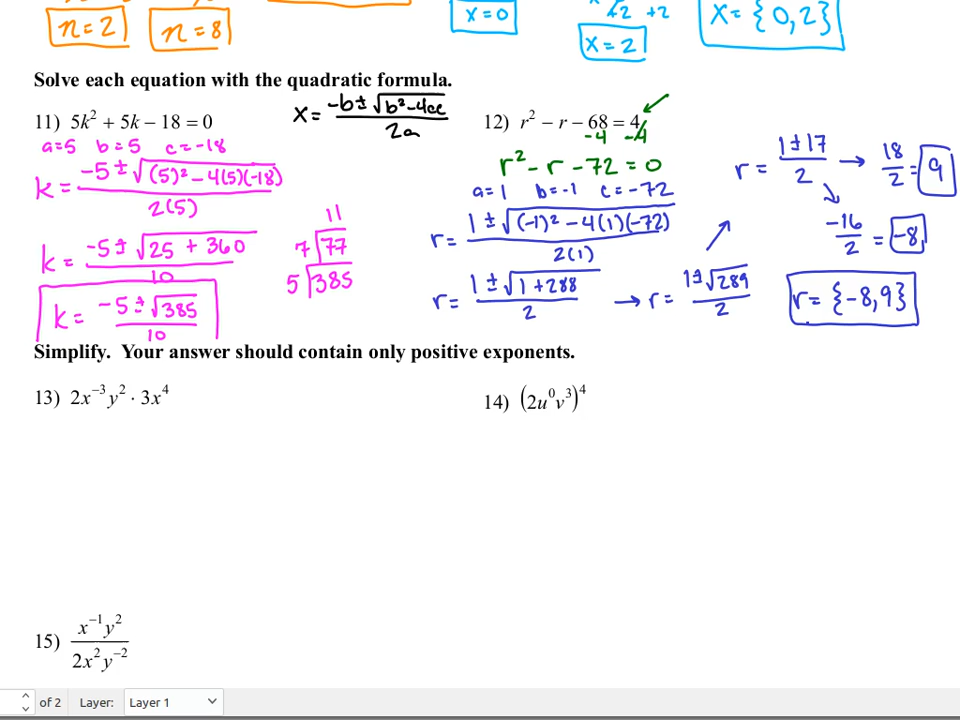 n=2 n=8
x=0
+2 +2
x=2
x={0,2}
Solve each equation with the quadratic formula.
11) 5k² + 5k − 18 = 0
a=5 b=5 c=-18
x = (-b ± √(b²-4ac)) / 2a
k = (-5 ± √((5)² - 4(5)(-18))) / 2(5)
k = (-5 ± √(25 + 360)) / 10
k = (-5 ± √385) / 10
11
7 77
5 385
12) r² − r − 68 = 4
-4 -4
r² - r - 72 = 0
a=1 b=-1 c=-72
r = (1 ± √((-1)² - 4(1)(-72))) / 2(1)
r = (1 ± √(1+288)) / 2 → r = (1 ± √289) / 2
r = (1 ± 17) / 2 → 18/2 = 9
-16/2 = -8
r = {-8, 9}
Simplify. Your answer should contain only positive exponents.
13) 2x⁻³y² · 3x⁴
14) (2u⁰v³)⁴
15) x⁻¹y² / 2x²y⁻²
of 2 Layer: Layer 1